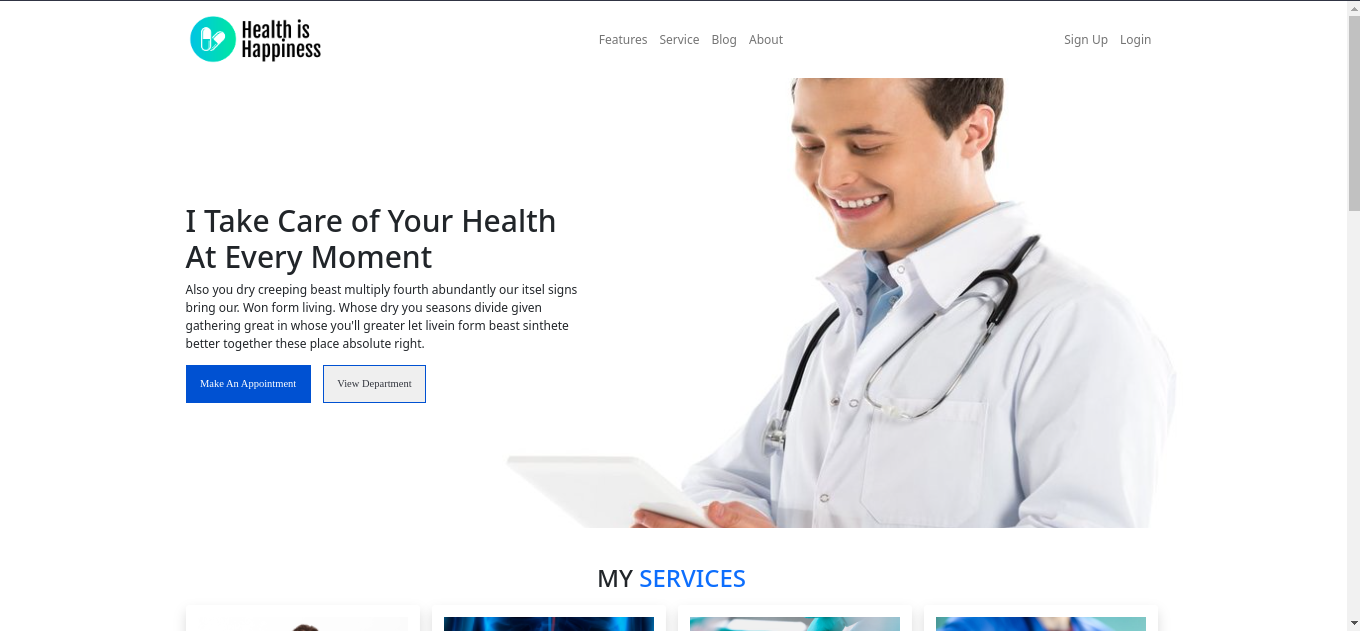 Health is
Happiness
Features Service Blog About
Sign Up Login
I Take Care of Your Health
At Every Moment
Also you dry creeping beast multiply fourth abundantly our itsel signs
bring our. Won form living. Whose dry you seasons divide given
gathering great in whose you'll greater let livein form beast sinthete
better together these place absolute right.
Make An Appointment View Department
MY SERVICES